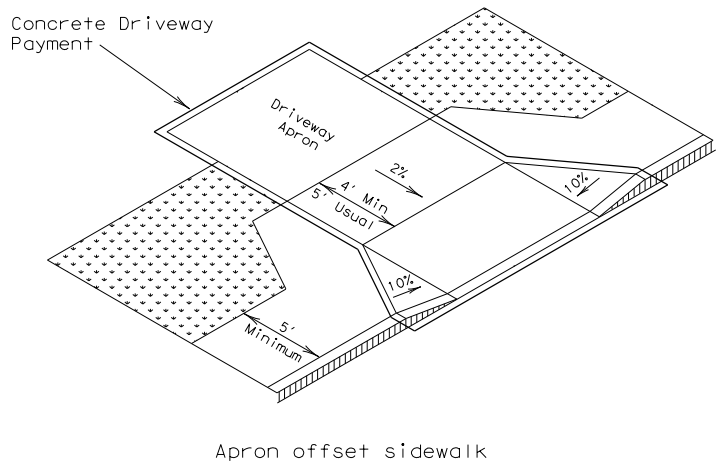 Concrete Driveway
Payment
Driveway
Apron
2%
4' Min
5' Usual
10%
10%
5'
Minimum
Apron offset sidewalk